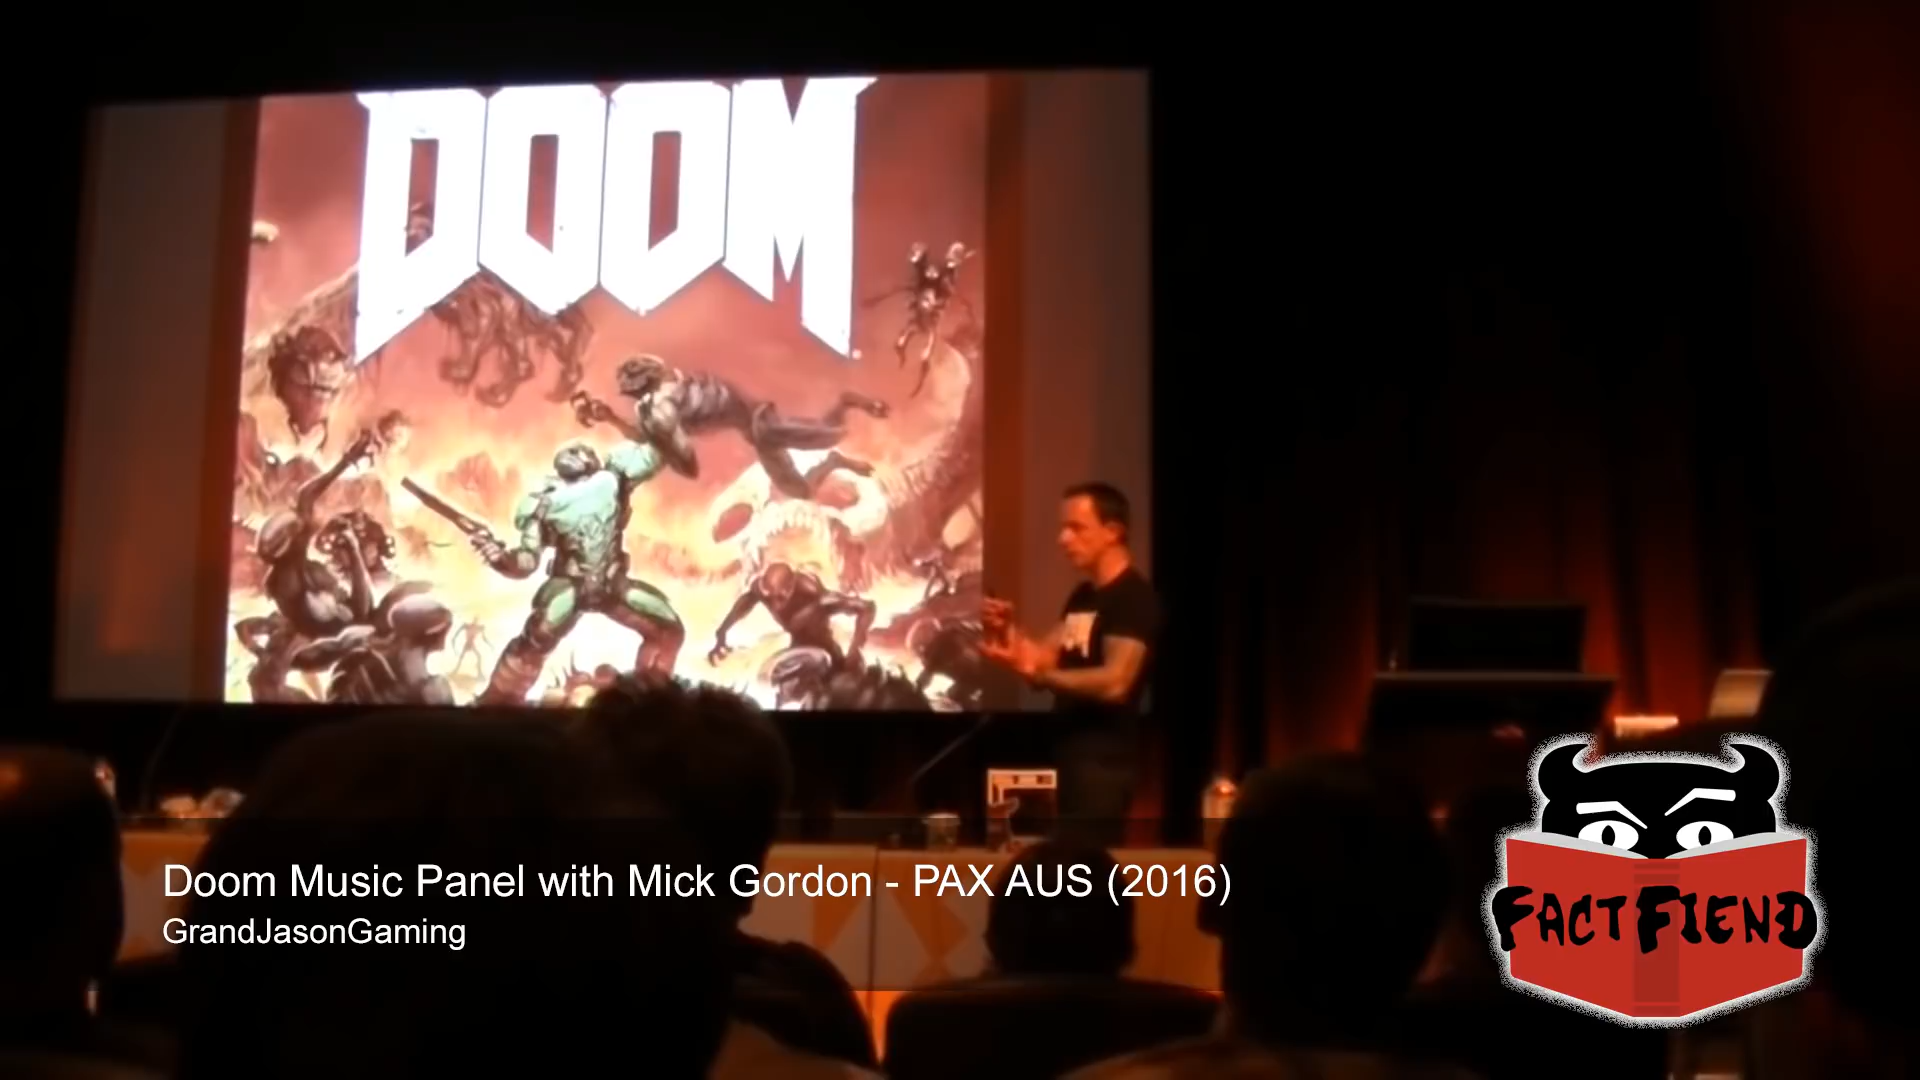 DOOM
Doom Music Panel with Mick Gordon - PAX AUS (2016)
GrandJasonGaming
FACT FIEND